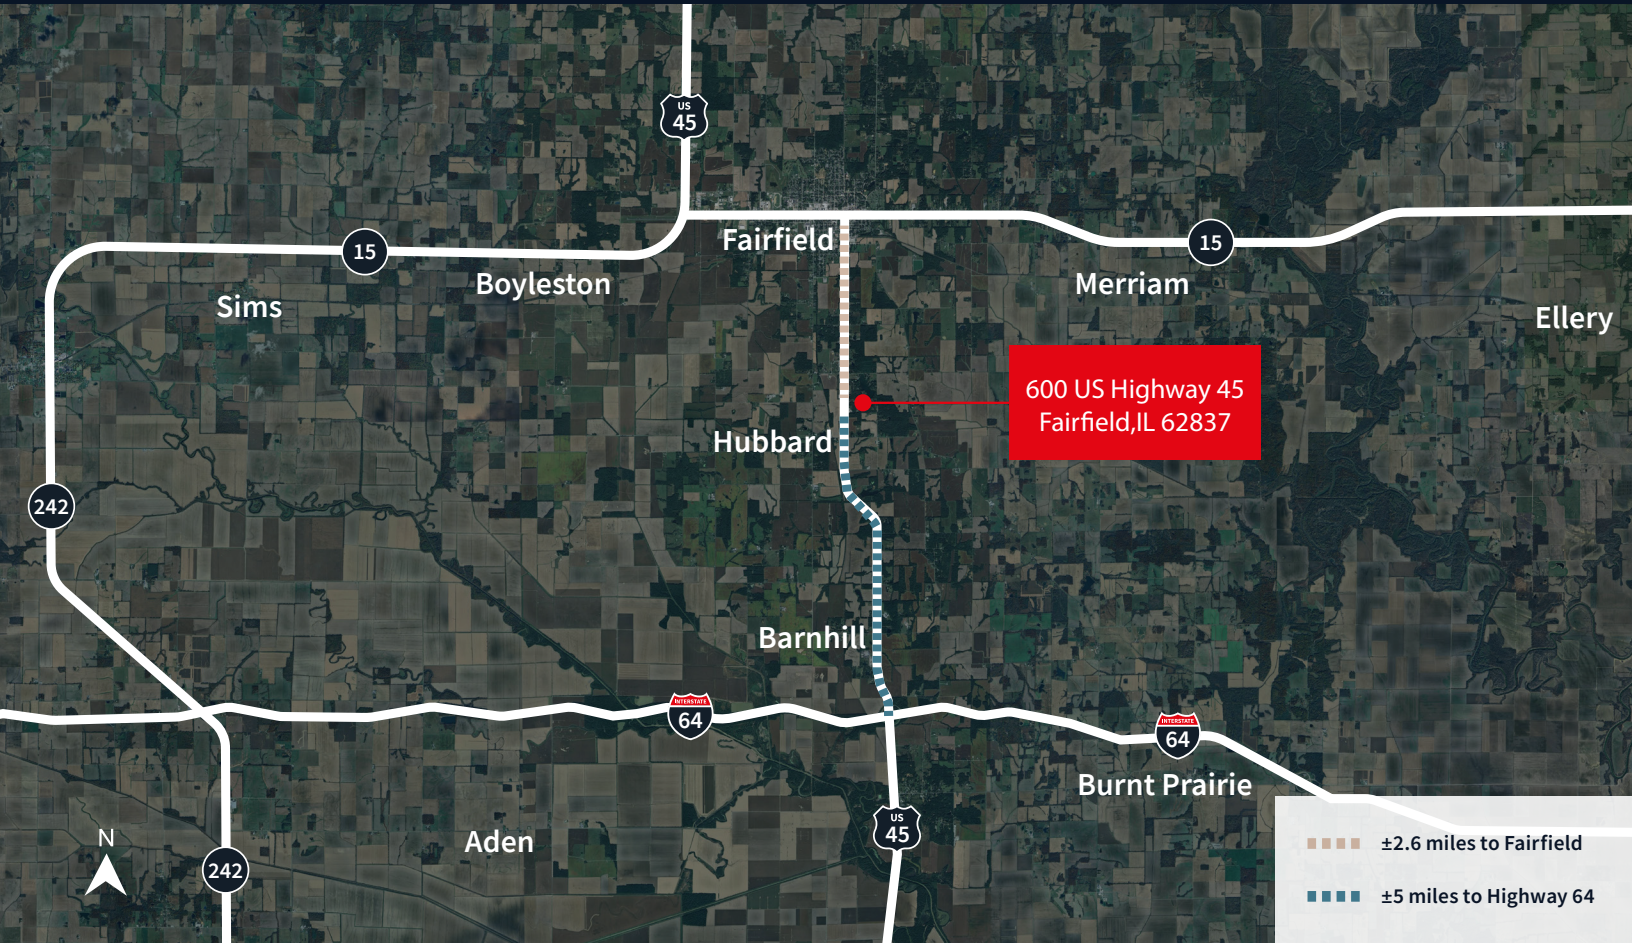 US
45
Fairfield
15
15
Boyleston
Merriam
Sims
Ellery
600 US Highway 45
Fairfield,IL 62837
Hubbard
242
Barnhill
INTERSTATE
64
INTERSTATE
64
Burnt Prairie
US
45
N
Aden
242
±2.6 miles to Fairfield
±5 miles to Highway 64